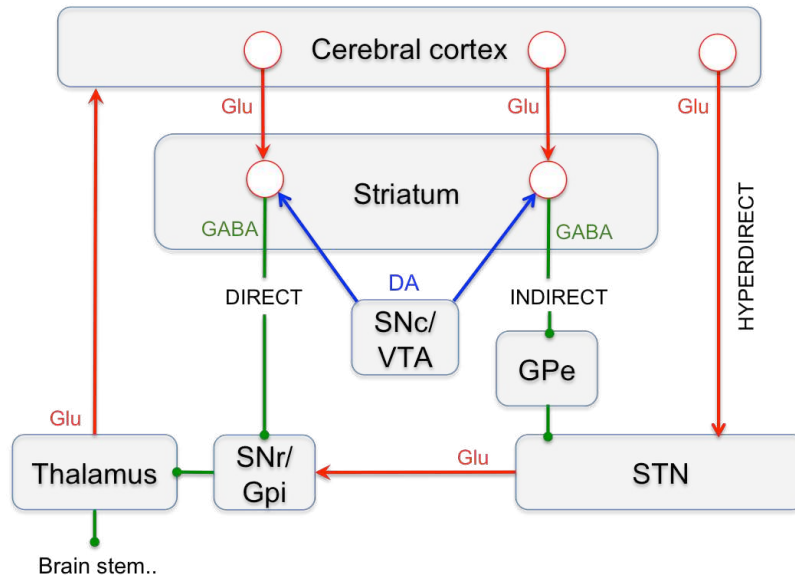 Cerebral cortex
Glu
Glu
Glu
Striatum
GABA
GABA
DA
DIRECT
INDIRECT
HYPERDIRECT
SNc/
VTA
GPe
Glu
Glu
Thalamus
SNr/
Gpi
STN
Brain stem..